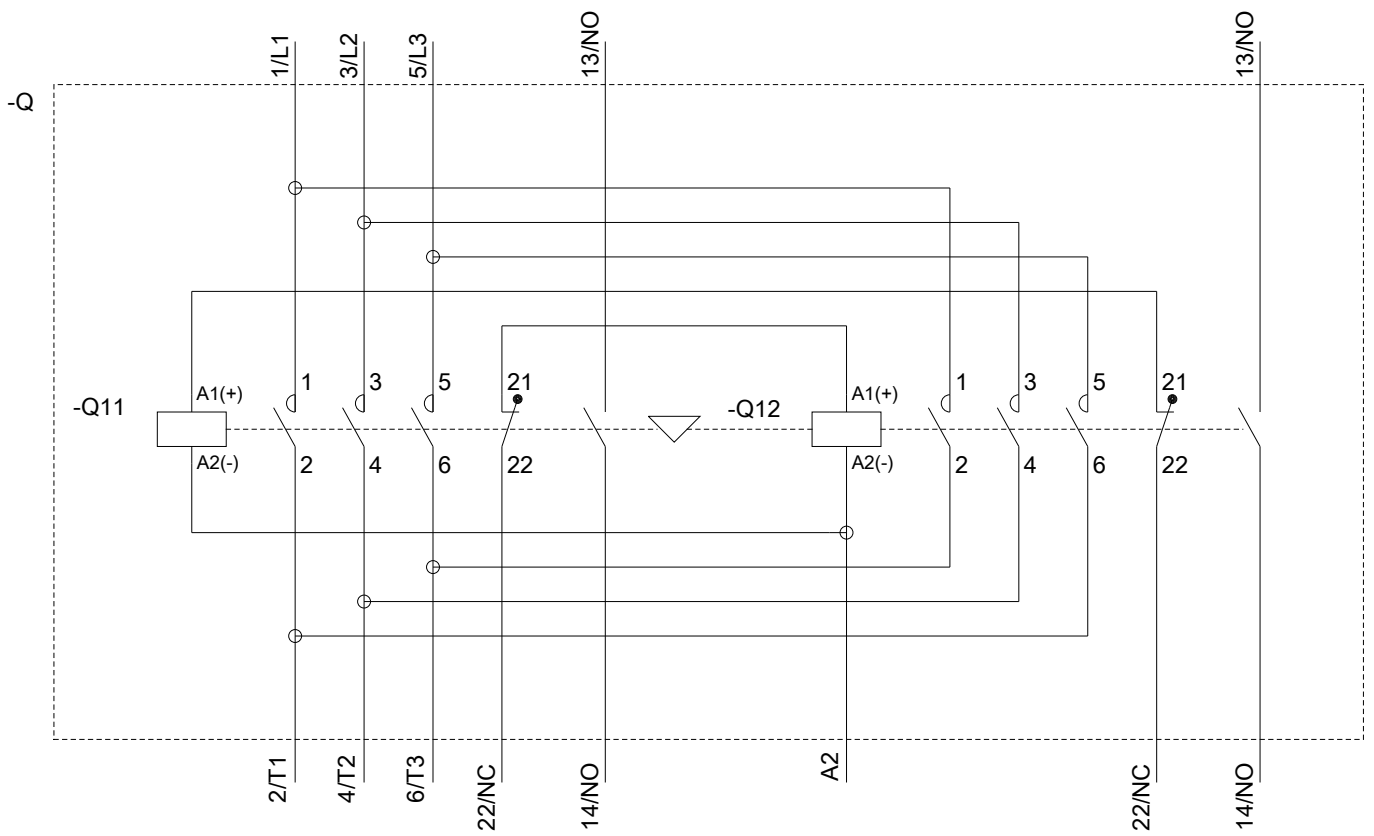 1/L1
3/L2
5/L3
13/NO
13/NO
-Q
-Q11
A1(+)
A2(-)
1
3
5
21
2
4
6
22
-Q12
A1(+)
A2(-)
1
3
5
21
2
4
6
22
2/T1
4/T2
6/T3
22/NC
14/NO
A2
22/NC
14/NO